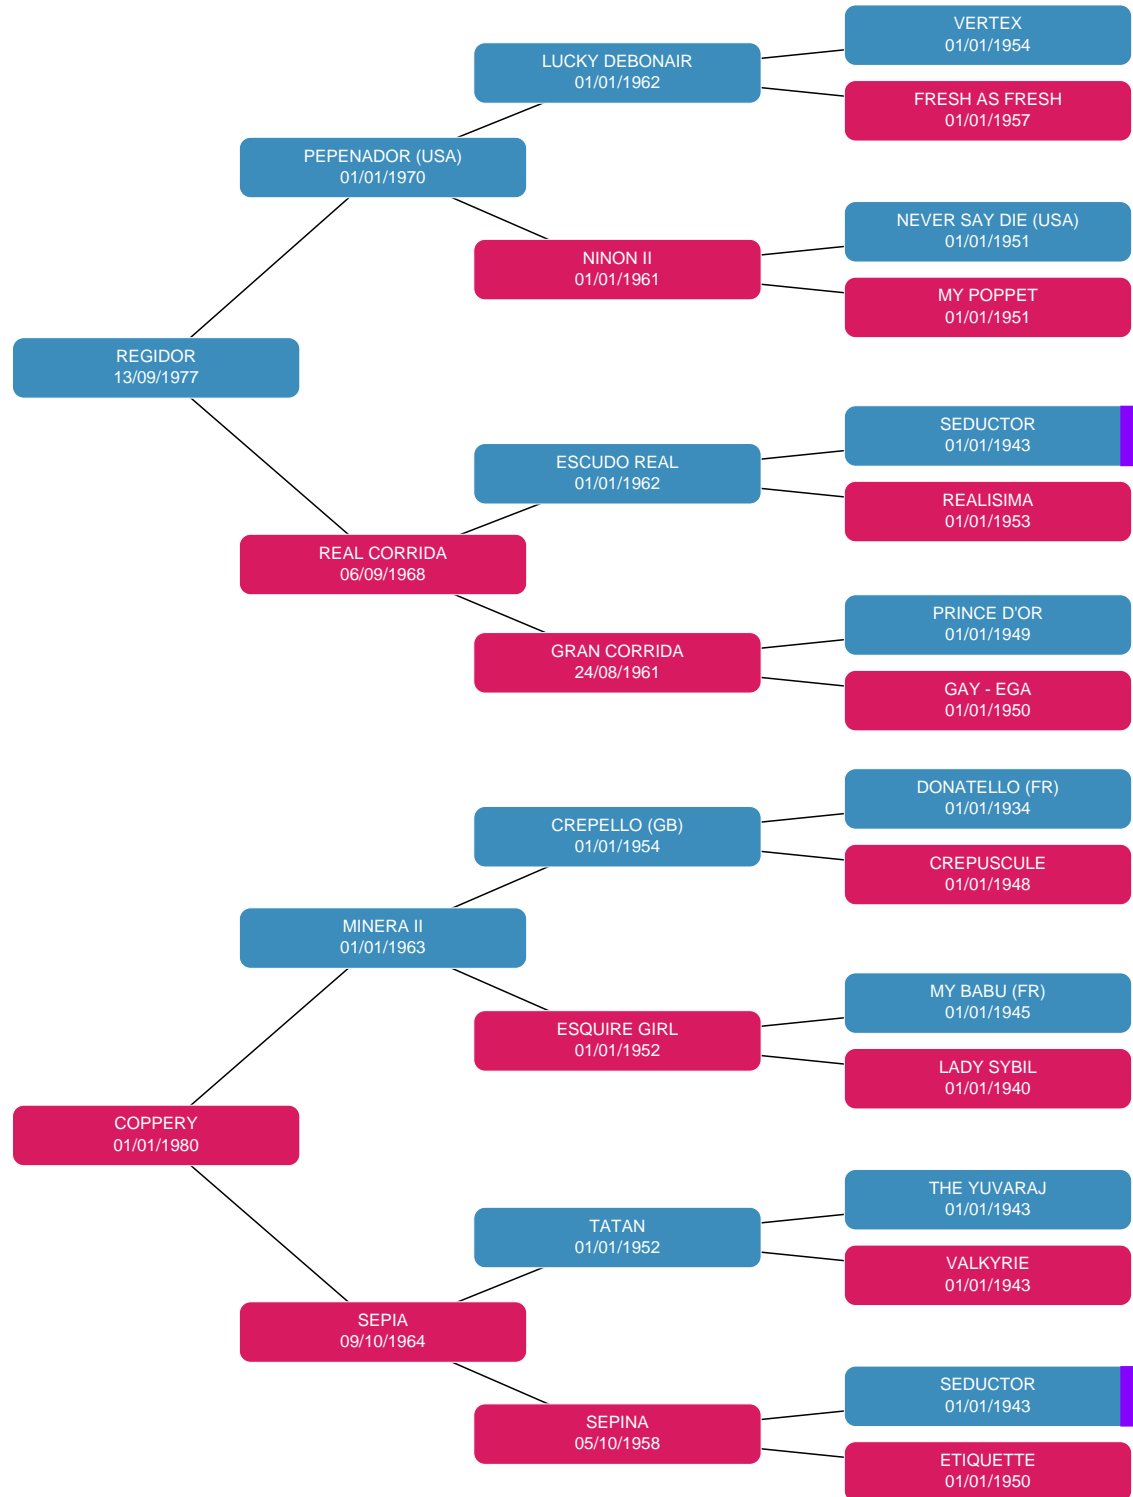 VERTEX
01/01/1954
LUCKY DEBONAIR
01/01/1962
FRESH AS FRESH
01/01/1957
PEPENADOR (USA)
01/01/1970
NEVER SAY DIE (USA)
01/01/1951
NINON II
01/01/1961
MY POPPET
01/01/1951
REGIDOR
13/09/1977
SEDUCTOR
01/01/1943
ESCUDO REAL
01/01/1962
REALISIMA
01/01/1953
REAL CORRIDA
06/09/1968
PRINCE D'OR
01/01/1949
GRAN CORRIDA
24/08/1961
GAY - EGA
01/01/1950
DONATELLO (FR)
01/01/1934
CREPELLO (GB)
01/01/1954
CREPUSCULE
01/01/1948
MINERA II
01/01/1963
MY BABU (FR)
01/01/1945
ESQUIRE GIRL
01/01/1952
LADY SYBIL
01/01/1940
COPPERY
01/01/1980
THE YUVARAJ
01/01/1943
TATAN
01/01/1952
VALKYRIE
01/01/1943
SEPIA
09/10/1964
SEDUCTOR
01/01/1943
SEPINA
05/10/1958
ETIQUETTE
01/01/1950